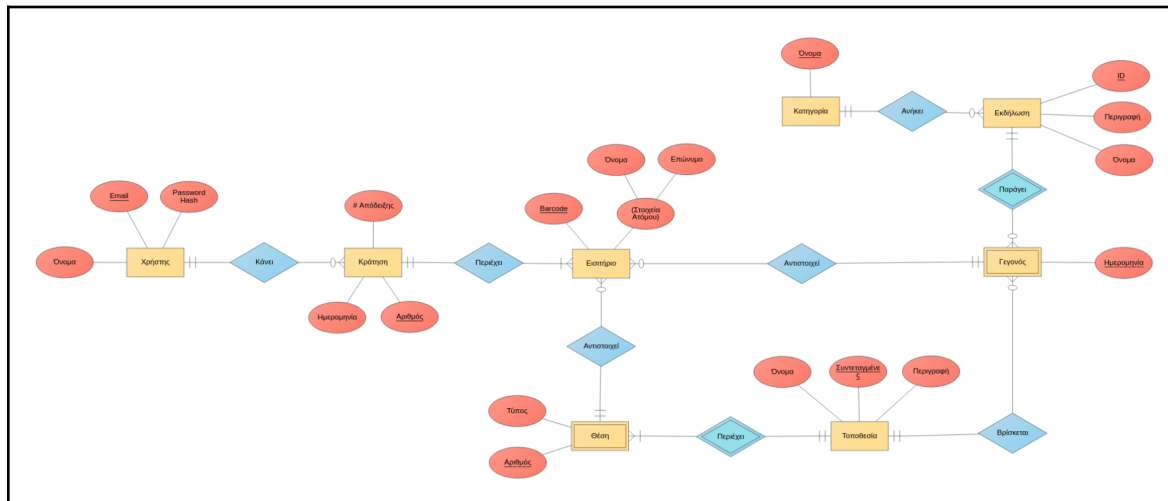 Όνομα
Κατηγορία
Ανήκει
Εκδήλωση
ID
Περιγραφή
Όνομα
Παράγει
Όνομα
Επώνυμο
Barcode
(Στοιχεία
Ατόμου)
Email
Password
Hash
# Απόδειξης
Όνομα
Χρήστης
Κάνει
Κράτηση
Περιέχει
Εισιτήριο
Αντιστοιχεί
Γεγονός
Ημερομηνία
Ημερομηνία
Αριθμός
Αντιστοιχεί
Όνομα
Συντεταγμένε
ς
Περιγραφή
Τύπος
Θέση
Αριθμός
Περιέχει
Τοποθεσία
Βρίσκεται